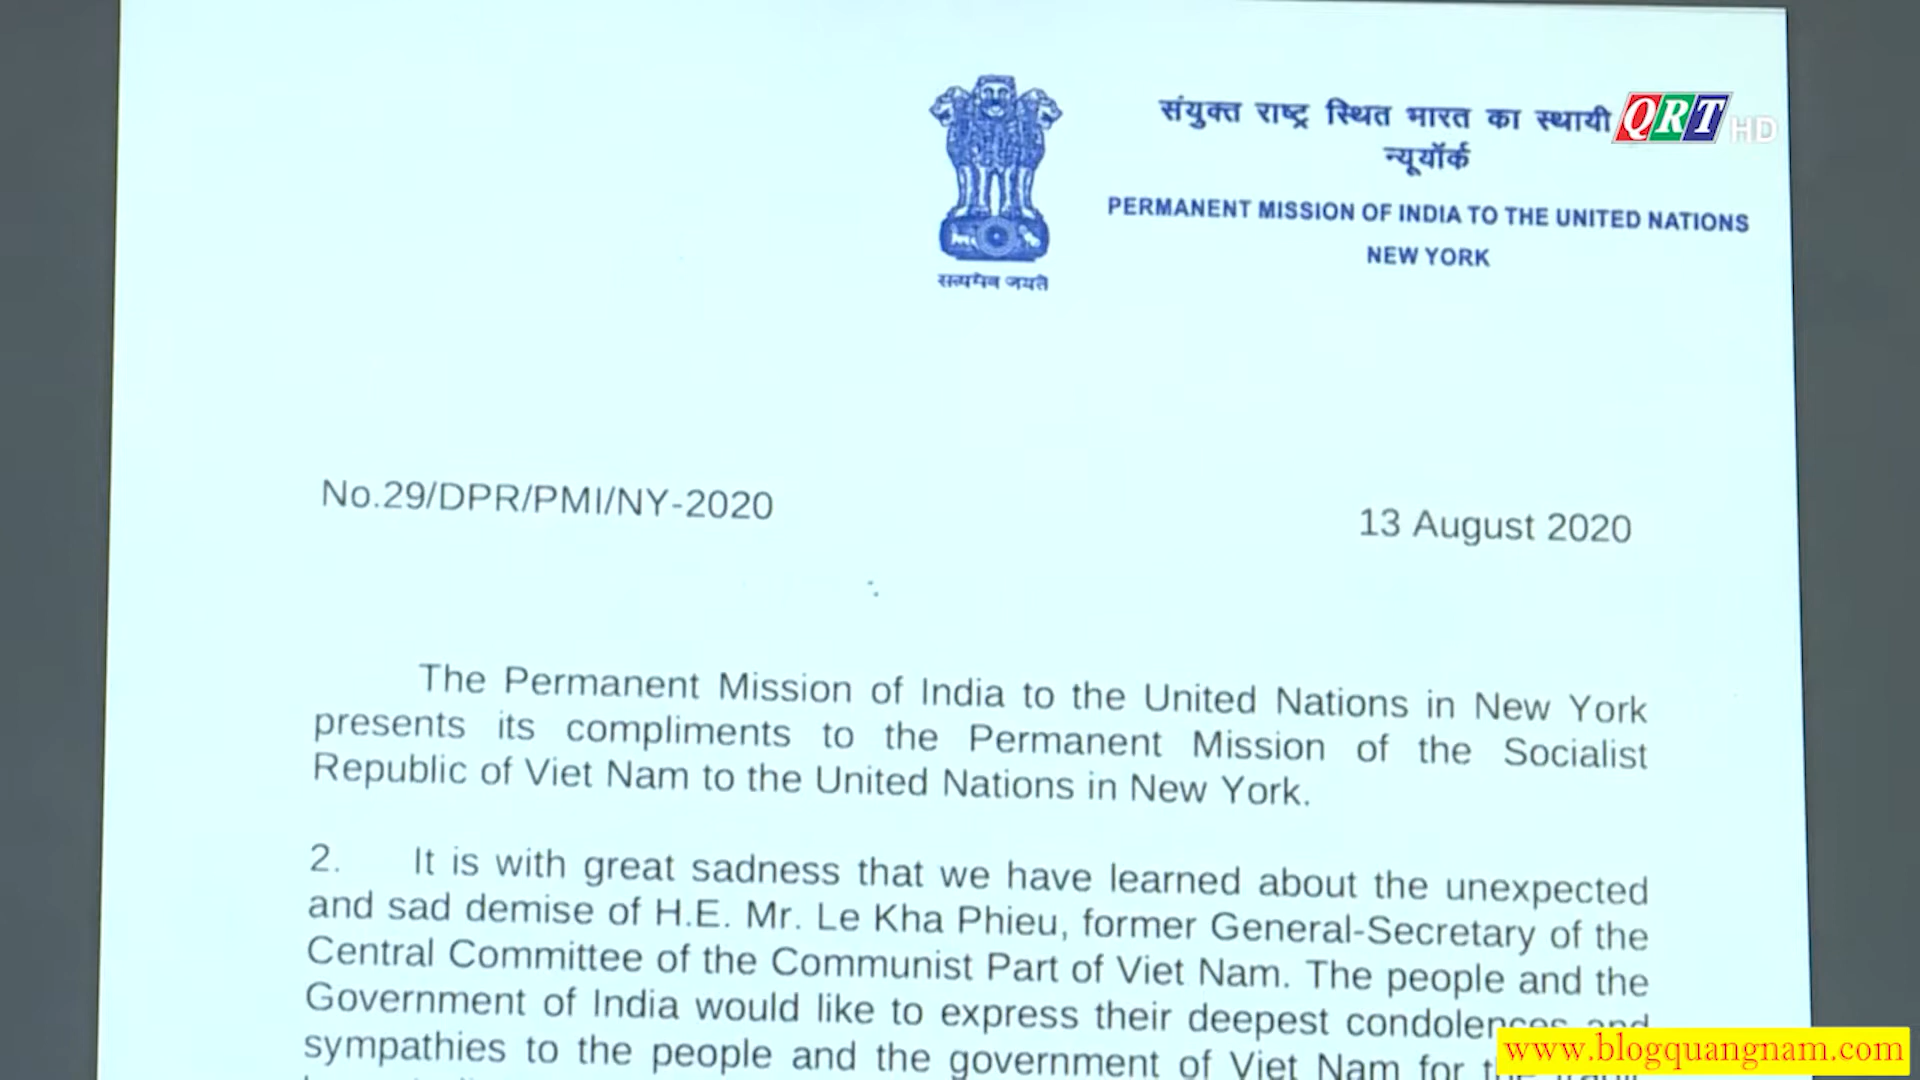 संयुक्त राष्ट्र स्थित भारत का स्थायी
QRT HD
न्यूयॉर्क
PERMANENT MISSION OF INDIA TO THE UNITED NATIONS
NEW YORK
सत्यमेव जयते
No.29/DPR/PMI/NY-2020
13 August 2020
The Permanent Mission of India to the United Nations in New York
presents its compliments to the Permanent Mission of the Socialist
Republic of Viet Nam to the United Nations in New York.
2. It is with great sadness that we have learned about the unexpected
and sad demise of H.E. Mr. Le Kha Phieu, former General-Secretary of the
Central Committee of the Communist Part of Viet Nam. The people and the
Government of India would like to express their deepest condolences and
sympathies to the people and the government of Viet Nam for
www.blogquangnam.com